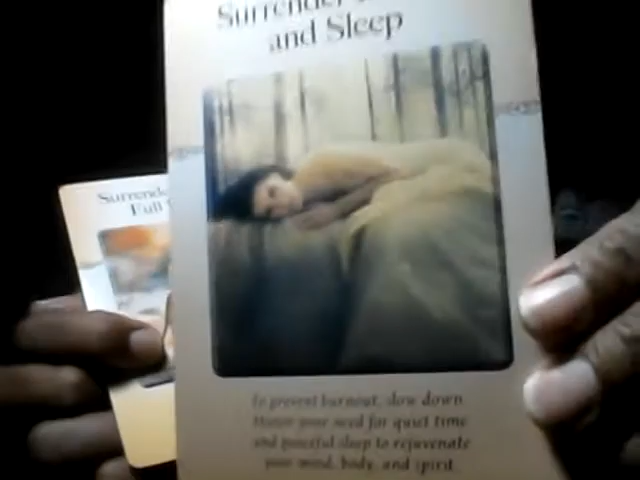 Surrender
and Sleep
Surrende
Full
To prevent burnout, slow down
Honor your need for quiet time
and peaceful sleep to rejuvenate
your mind, body, and spirit